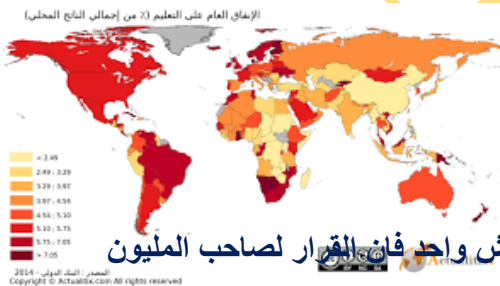 الإنفاق العام على التعليم (٪ من إجمالي الناتج المحلي)
< 2.49
2.49 ; 3.29
3.29 ; 3.97
3.97 ; 4.54
4.54 ; 5.10
5.10 ; 5.75
5.75 ; 7.05
> 7.05
واحد فان القرار لصاحب المليون
المصدر : البنك الدولي - 2014
Copyright © Actualitix.com All rights reserved